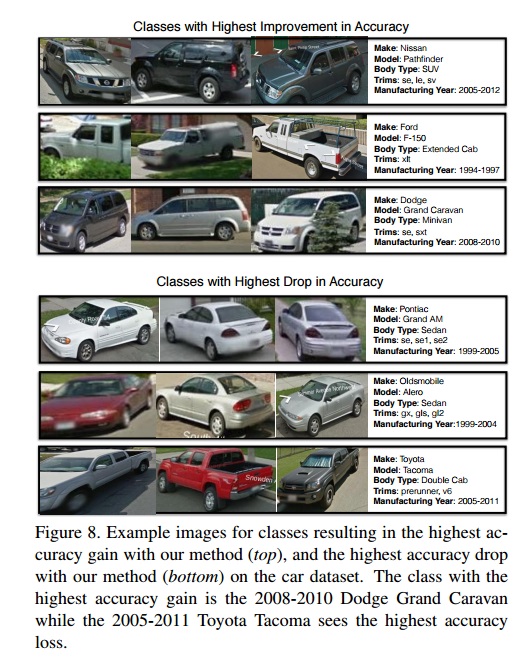 Classes with Highest Improvement in Accuracy
Make: Nissan
Model: Pathfinder
Body Type: SUV
Trims: se, le, sv
Manufacturing Year: 2005-2012
Make: Ford
Model: F-150
Body Type: Extended Cab
Trims: xlt
Manufacturing Year: 1994-1997
Make: Dodge
Model: Grand Caravan
Body Type: Minivan
Trims: se, sxt
Manufacturing Year: 2008-2010
Classes with Highest Drop in Accuracy
Make: Pontiac
Model: Grand AM
Body Type: Sedan
Trims: se, se1, se2
Manufacturing Year: 1999-2005
Make: Oldsmobile
Model: Alero
Body Type: Sedan
Trims: gx, gls, gl2
Manufacturing Year:1999-2004
Snowden
Make: Toyota
Model: Tacoma
Body Type: Double Cab
Trims: prerunner, v6
Manufacturing Year: 2005-2011
Figure 8. Example images for classes resulting in the highest ac-
curacy gain with our method (top), and the highest accuracy drop
with our method (bottom) on the car dataset. The class with the
highest accuracy gain is the 2008-2010 Dodge Grand Caravan
while the 2005-2011 Toyota Tacoma sees the highest accuracy
loss.